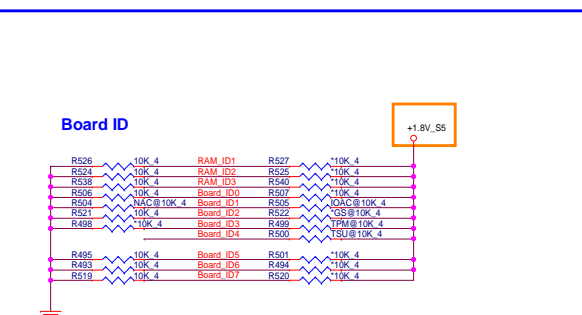 Board ID
+1.8V_S5
R526 10K_4 RAM_ID1 R527 *10K_4
R524 10K_4 RAM_ID2 R525 *10K_4
R538 10K_4 RAM_ID3 R540 *10K_4
R506 10K_4 Board_ID0 R507 *10K_4
R504 NAC@10K_4 Board_ID1 R505 IOAC@10K_4
R521 10K_4 Board_ID2 R522 *GS@10K_4
R498 *10K_4 Board_ID3 R499 TPM@10K_4
Board_ID4 R500 TSU@10K_4
R495 10K_4 Board_ID5 R501 *10K_4
R493 10K_4 Board_ID6 R494 *10K_4
R519 10K_4 Board_ID7 R520 *10K_4